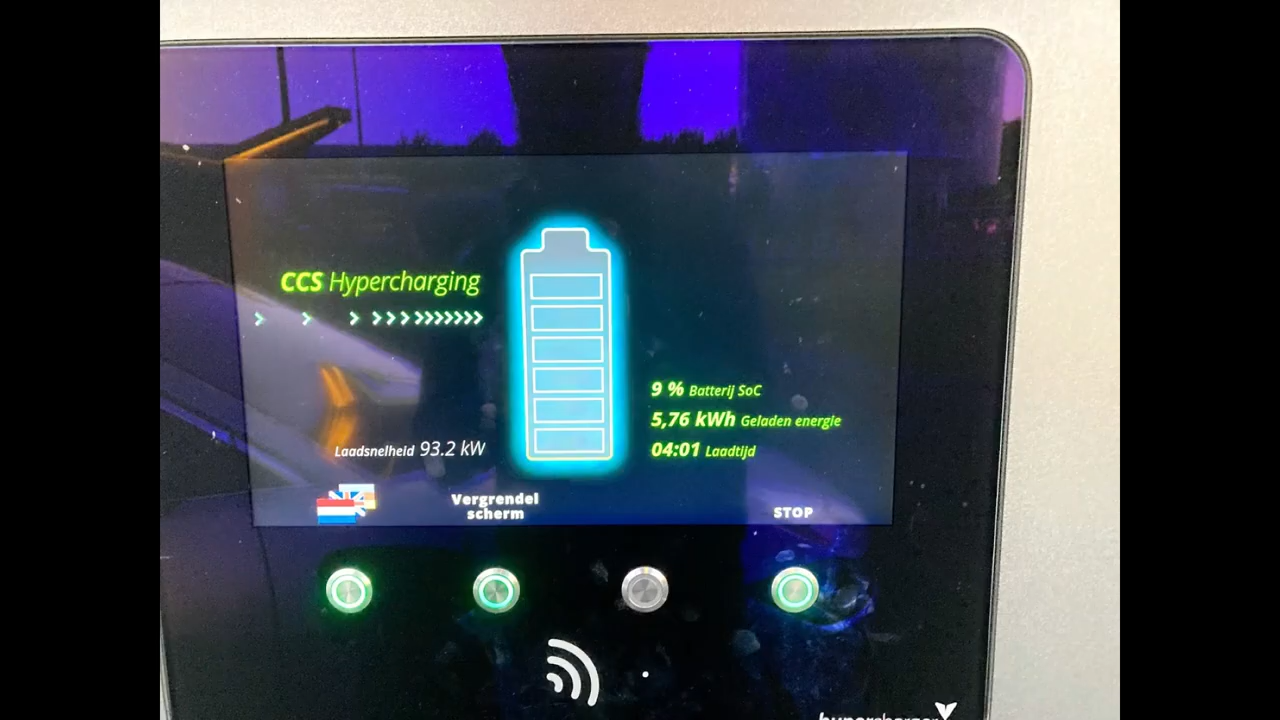 CCS Hypercharging
9 % Batterij SoC
5,76 kWh Geladen energie
04:01 Laadtijd
Laadsnelheid 93.2 kW
Vergrendel
scherm
STOP
hypercharger